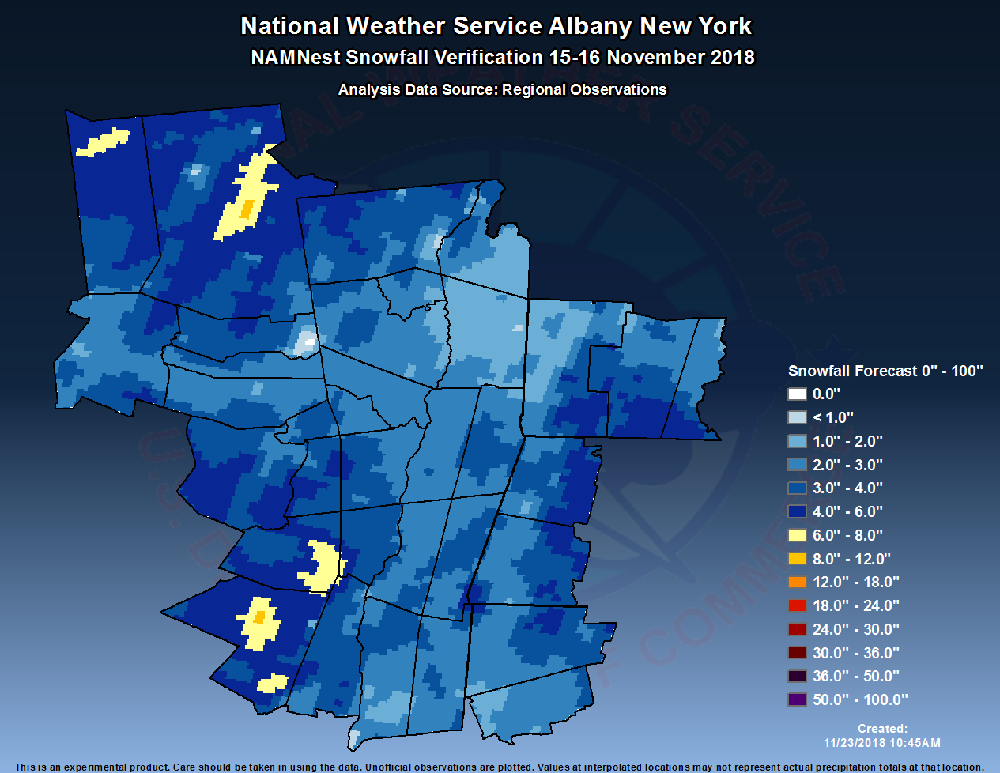 National Weather Service Albany New York
NAMNest Snowfall Verification 15-16 November 2018
Analysis Data Source: Regional Observations
Snowfall Forecast 0" - 100"
0.0"
< 1.0"
1.0" - 2.0"
2.0" - 3.0"
3.0" - 4.0"
4.0" - 6.0"
6.0" - 8.0"
8.0" - 12.0"
12.0" - 18.0"
18.0" - 24.0"
24.0" - 30.0"
30.0" - 36.0"
36.0" - 50.0"
50.0" - 100.0"
Created:
11/23/2018 10:45AM
This is an experimental product. Care should be taken in using the data. Unofficial observations are plotted. Values at interpolated locations may not represent actual precipitation totals at that location.